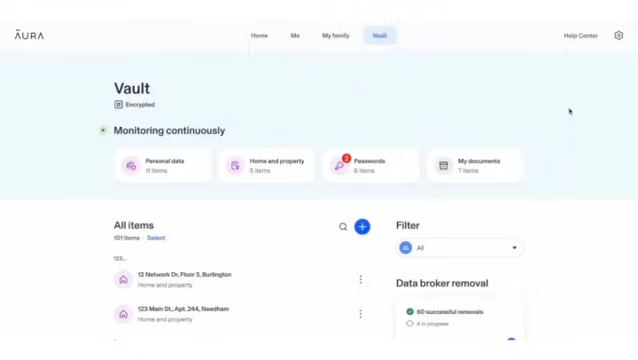 ĀURA
Home
Me
My family
Vault
Help Center
Vault
Encrypted
Monitoring continuously
Personal data
11 items
Home and property
5 items
2
Passwords
6 items
My documents
7 items
All items
101 items · Select
123...
12 Network Dr, Floor 3, Burlington
Home and property
123 Main St, Apt. 244, Needham
Home and property
Filter
All
Data broker removal
60 successful removals
4 in progress